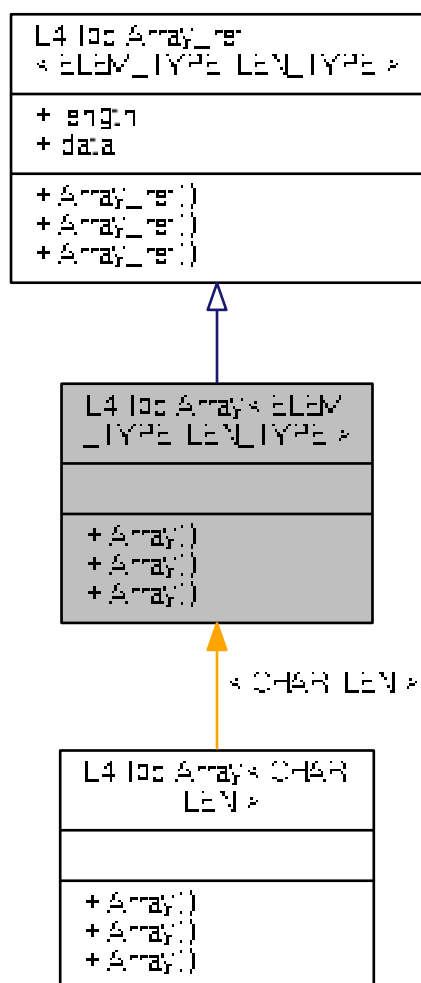 L4 Ipc Array_ref
< ELEM_TYPE LEN_TYPE >
+ length
+ data
+ Array_ref()
+ Array_ref()
+ Array_ref()
L4 Ipc Array< ELEM
_TYPE LEN_TYPE >
+ Array()
+ Array()
+ Array()
< CHAR LEN >
L4 Ipc Array< CHAR
LEN >
+ Array()
+ Array()
+ Array()